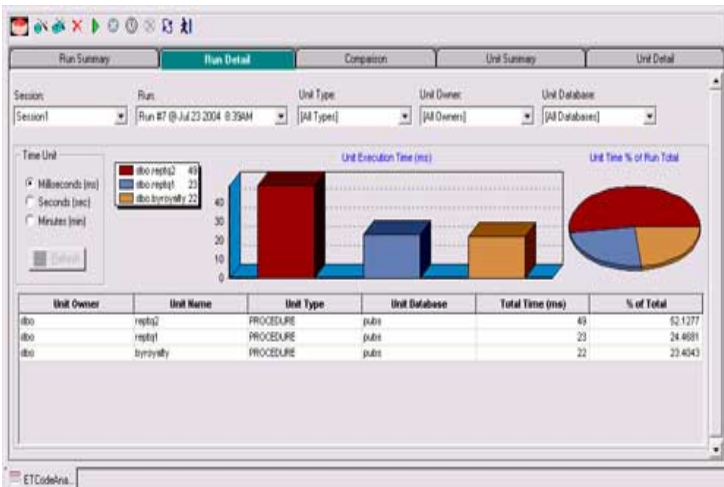 Run Summary Run Detail Comparison Unit Summary Unit Detail
Session: Run: Unit Type: Unit Owner: Unit Database:
Session1 Run #7 @ Jul 23 2004 8:39AM [All Types] [All Owners] [All Databases]
Time Unit
Milliseconds (ms)
Seconds (sec)
Minutes (min)
Refresh
dbo.reptq2 49
dbo.reptq1 23
dbo.byroyalty 22
Unit Execution Time (ms)
40
30
20
10
0
Unit Time % of Run Total
Unit Owner Unit Name Unit Type Unit Database Total Time (ms) % of Total
dbo reptq2 PROCEDURE pubs 49 52.1277
dbo reptq1 PROCEDURE pubs 23 24.4681
dbo byroyalty PROCEDURE pubs 22 23.4043
ETCodeAna...